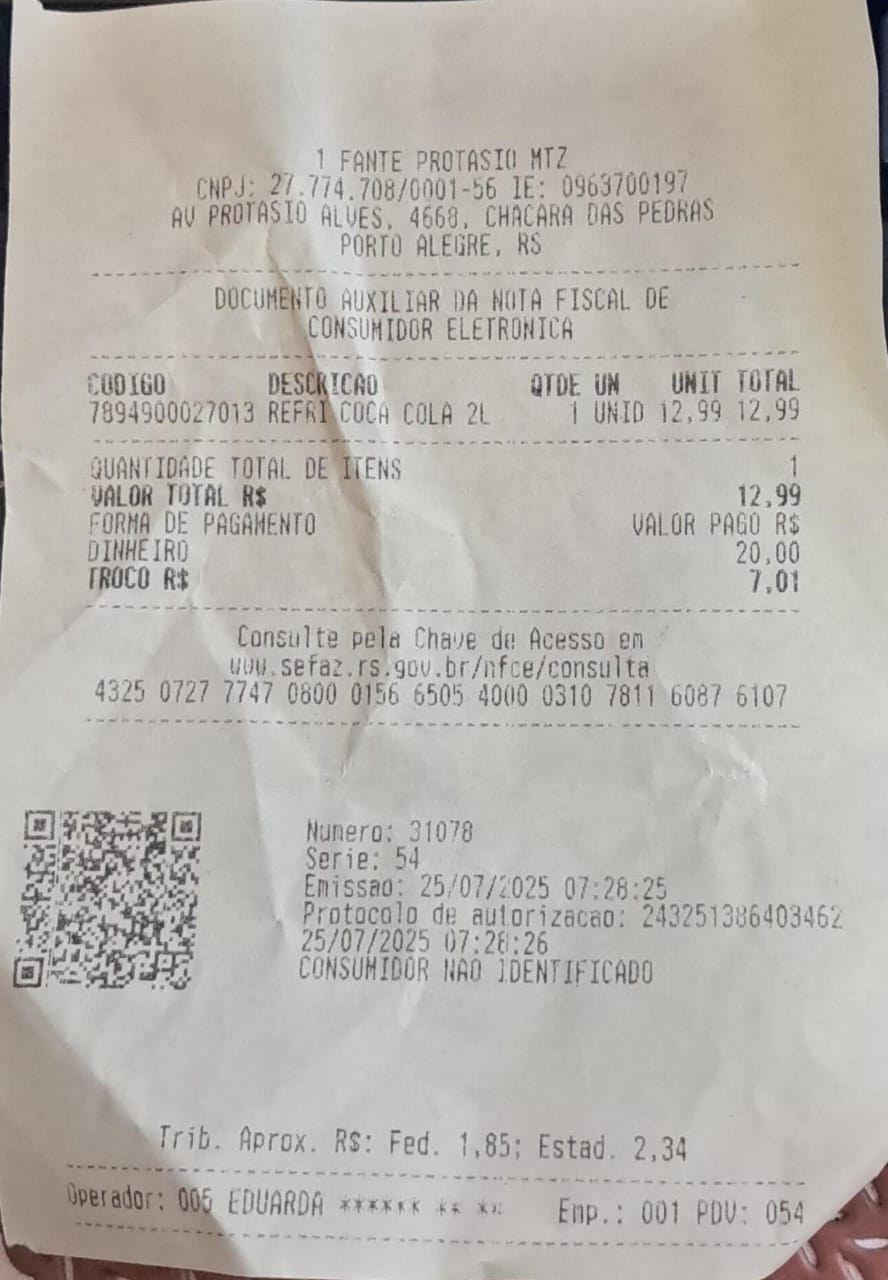 1 FANTE PROTASIO MTZ
CNPJ: 27.774.708/0001-56 IE: 0963700197
AV PROTASIO ALVES, 4668, CHACARA DAS PEDRAS
PORTO ALEGRE, RS
DOCUMENTO AUXILIAR DA NOTA FISCAL DE
CONSUMIDOR ELETRONICA
CODIGO DESCRICAO QTDE UN UNIT TOTAL
7894900027013 REFRI COCA COLA 2L 1 UNID 12,99 12,99
QUANTIDADE TOTAL DE ITENS 1
VALOR TOTAL R$ 12,99
FORMA DE PAGAMENTO VALOR PAGO R$
DINHEIRO 20,00
TROCO R$ 7,01
Consulte pela Chave de Acesso em
www.sefaz.rs.gov.br/nfce/consulta
4325 0727 7747 0800 0156 6505 4000 0310 7811 6087 6107
Numero: 31078
Serie: 54
Emissao: 25/07/2025 07:28:25
Protocolo de autorizacao: 243251386403462
25/07/2025 07:28:26
CONSUMIDOR NAO IDENTIFICADO
Trib. Aprox. R$: Fed. 1,85; Estad. 2,34
Operador: 005 EDUARDA ****** ** ** Emp.: 001 PDV: 054